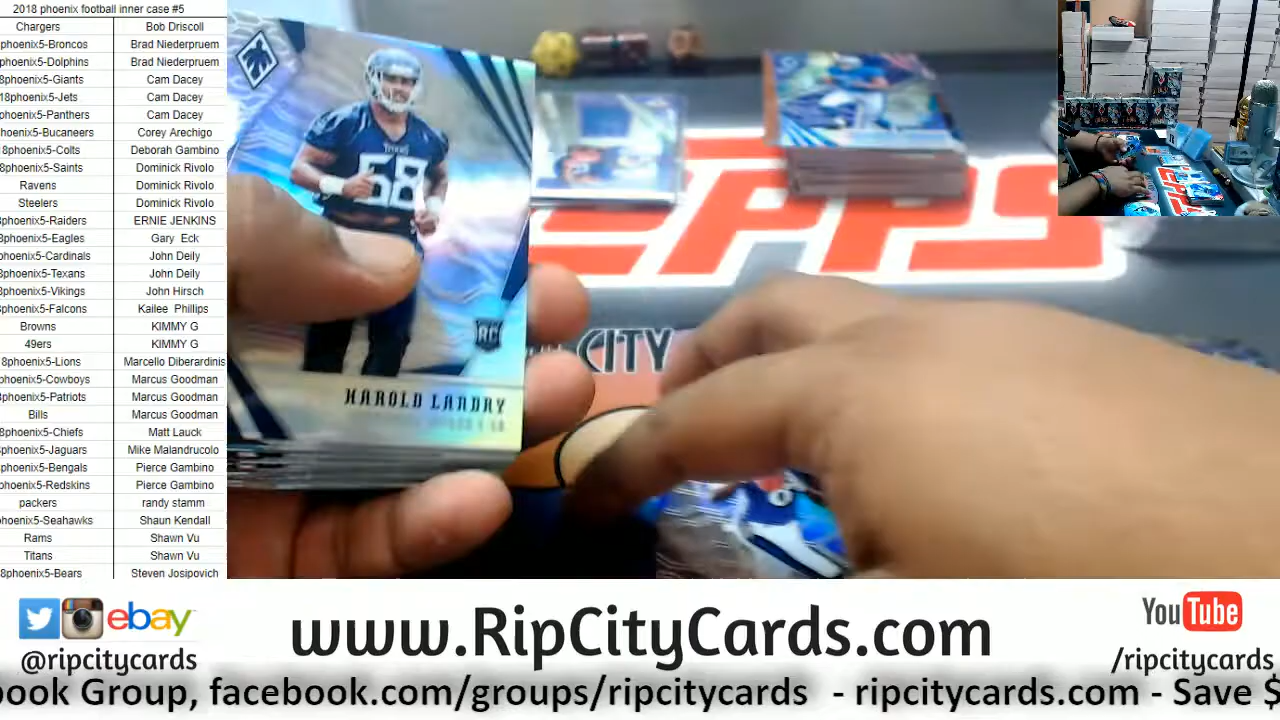 2018 phoenix football inner case #5
Chargers Bob Driscoll
phoenix5-Broncos Brad Niederpruem
phoenix5-Dolphins Brad Niederpruem
8phoenix5-Giants Cam Dacey
18phoenix5-Jets Cam Dacey
phoenix5-Panthers Cam Dacey
hoenix5-Bucaneers Corey Arechigo
8phoenix5-Colts Deborah Gambino
8phoenix5-Saints Dominick Rivolo
Ravens Dominick Rivolo
Steelers Dominick Rivolo
8phoenix5-Raiders ERNIE JENKINS
8phoenix5-Eagles Gary Eck
phoenix5-Cardinals John Deily
8phoenix5-Texans John Deily
8phoenix5-Vikings John Hirsch
8phoenix5-Falcons Kailee Phillips
Browns KIMMY G
49ers KIMMY G
8phoenix5-Lions Marcello Diberardinis
phoenix5-Cowboys Marcus Goodman
phoenix5-Patriots Marcus Goodman
Bills Marcus Goodman
8phoenix5-Chiefs Matt Lauck
phoenix5-Jaguars Mike Malandrucolo
phoenix5-Bengals Pierce Gambino
phoenix5-Redskins Pierce Gambino
packers randy stamm
hoenix5-Seahawks Shaun Kendall
Rams Shawn Vu
Titans Shawn Vu
8phoenix5-Bears Steven Josipovich
TITANS
58
RC
HAROLD LANDRY
EPPS
CITY
ebay
@ripcitycards
www.RipCityCards.com
YouTube
/ripcitycards
book Group, facebook.com/groups/ripcitycards - ripcitycards.com - Save $